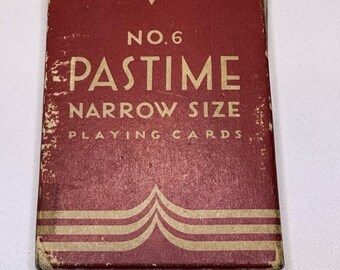 NO. 6
PASTIME
NARROW SIZE
PLAYING CARDS